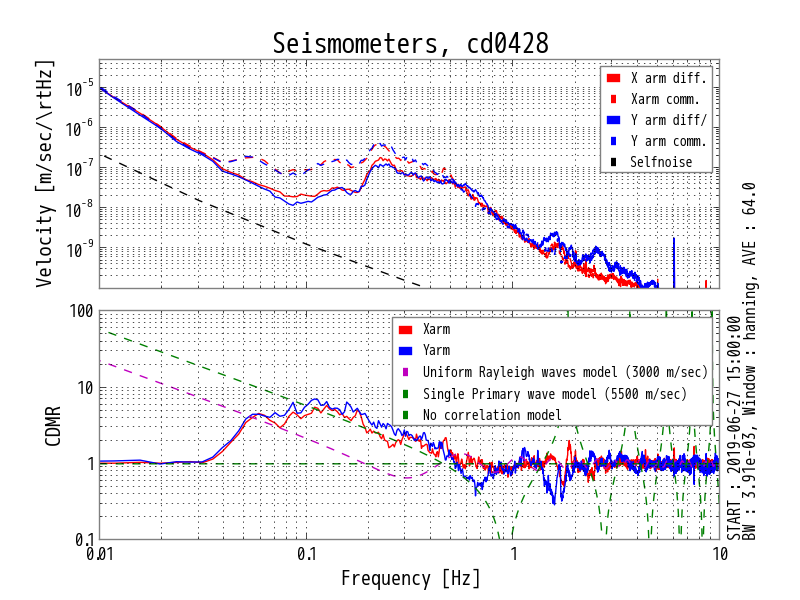 Seismometers, cd0428
Velocity [m/sec/\rtHz]
10^-5
10^-6
10^-7
10^-8
10^-9
X arm diff.
Xarm comm.
Y arm diff/
Y arm comm.
Selfnoise
CDMR
100
10
1
0.1
Xarm
Yarm
Uniform Rayleigh waves model (3000 m/sec)
Single Primary wave model (5500 m/sec)
No correlation model
0.01
0.1
1
10
Frequency [Hz]
START : 2019-06-27 15:00:00
BW : 3.91e-03, Window : hanning, AVE : 64.0